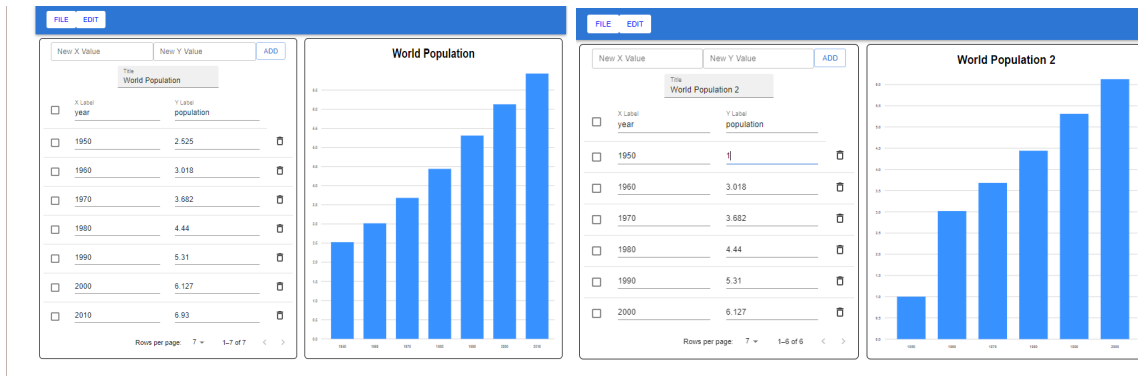 FILE EDIT
New X Value New Y Value ADD
Title
World Population
X Label Y Label
year population
1950 2.525
1960 3.018
1970 3.682
1980 4.44
1990 5.31
2000 6.127
2010 6.93
Rows per page: 7 1–7 of 7
World Population
FILE EDIT
New X Value New Y Value ADD
Title
World Population 2
X Label Y Label
year population
1950 1
1960 3.018
1970 3.682
1980 4.44
1990 5.31
2000 6.127
Rows per page: 7 1–6 of 6
World Population 2